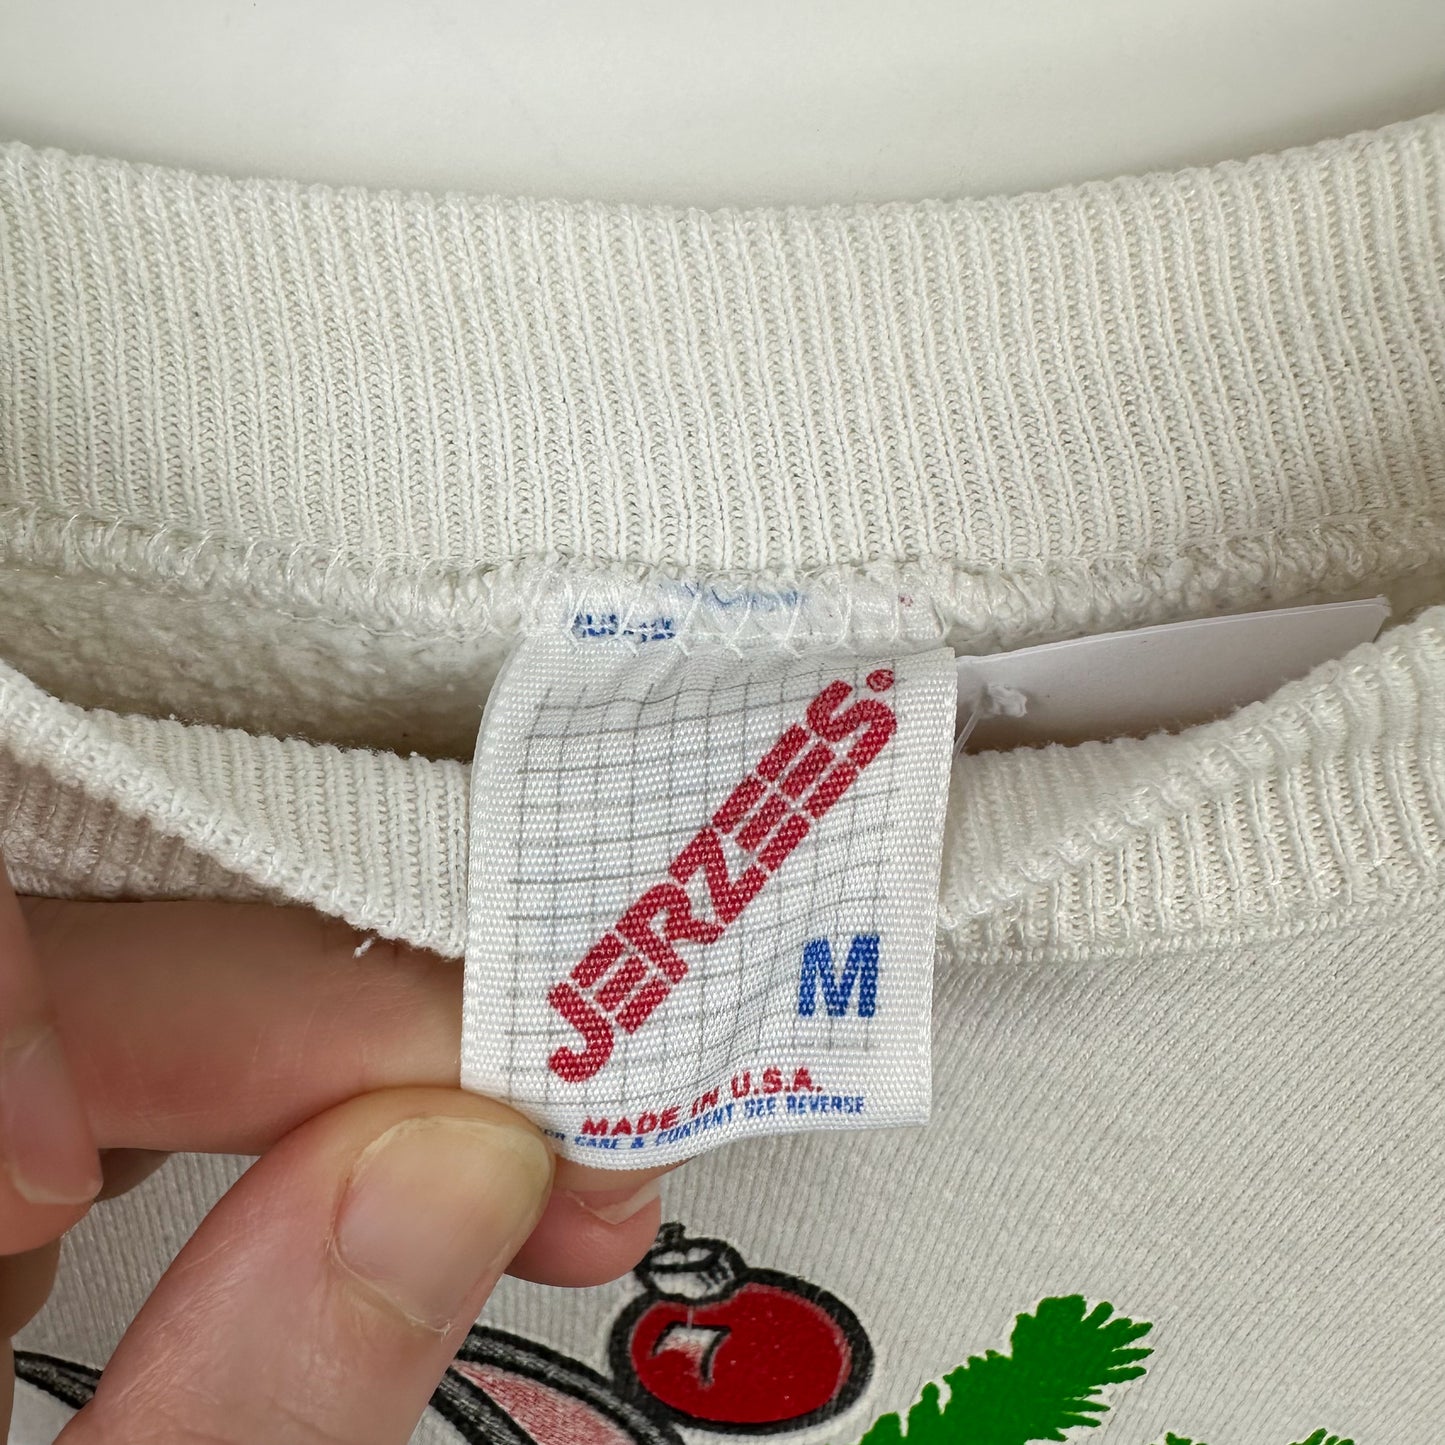 JERZEES.
M
MADE IN U.S.A.
CARE & CONTENT SEE REVERSE